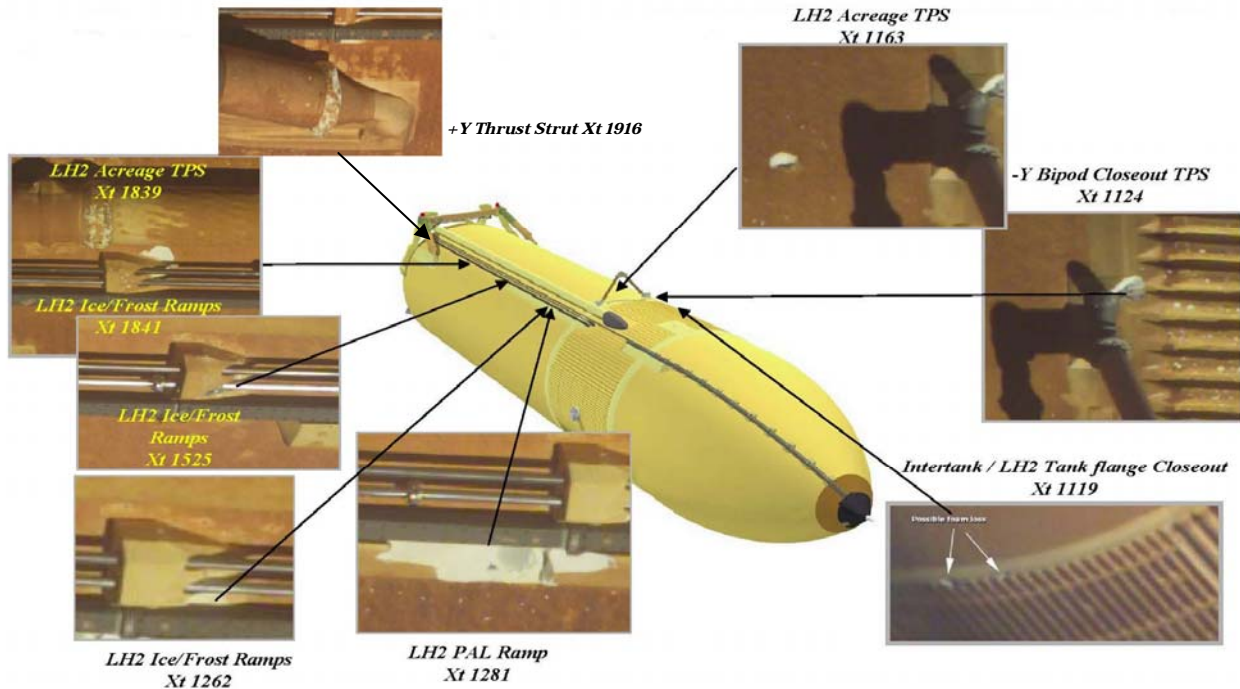 LH2 Acreage TPS
Xt 1163
+Y Thrust Strut Xt 1916
LH2 Acreage TPS
Xt 1839
-Y Bipod Closeout TPS
Xt 1124
LH2 Ice/Frost Ramps
Xt 1841
LH2 Ice/Frost
Ramps
Xt 1525
Intertank / LH2 Tank flange Closeout
Xt 1119
Possible foam loss
LH2 Ice/Frost Ramps
Xt 1262
LH2 PAL Ramp
Xt 1281